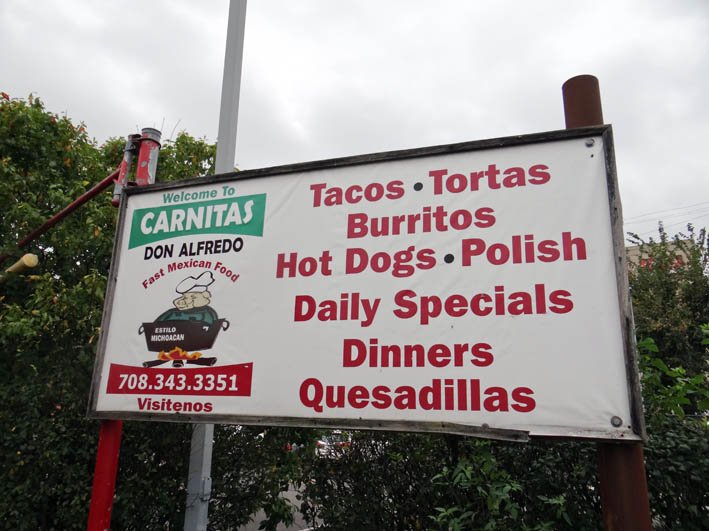 Welcome To
CARNITAS
DON ALFREDO
Fast Mexican Food
ESTILO
MICHOACAN
708.343.3351
Visitenos
Tacos • Tortas
Burritos
Hot Dogs • Polish
Daily Specials
Dinners
Quesadillas